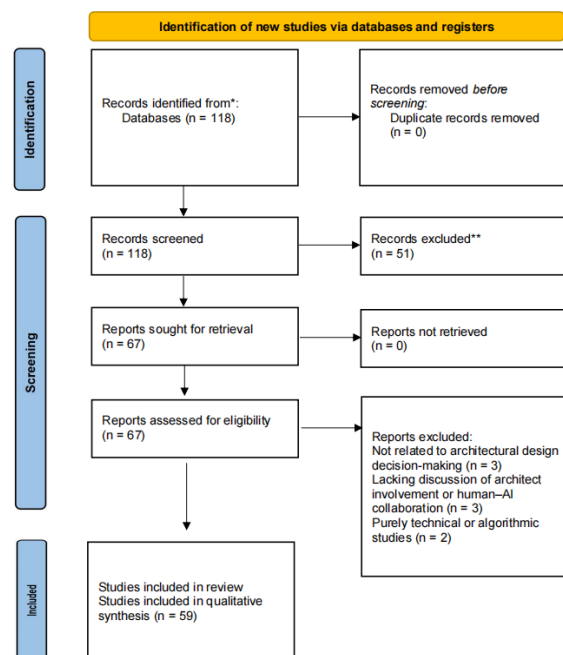 Identification of new studies via databases and registers
Identification
Records identified from*:
Databases (n = 118)
Records removed before
screening:
Duplicate records removed
(n = 0)
Screening
Records screened
(n = 118)
Records excluded**
(n = 51)
Reports sought for retrieval
(n = 67)
Reports not retrieved
(n = 0)
Reports assessed for eligibility
(n = 67)
Reports excluded:
Not related to architectural design
decision-making (n = 3)
Lacking discussion of architect
involvement or human–AI
collaboration (n = 3)
Purely technical or algorithmic
studies (n = 2)
Included
Studies included in review
Studies included in qualitative
synthesis (n = 59)